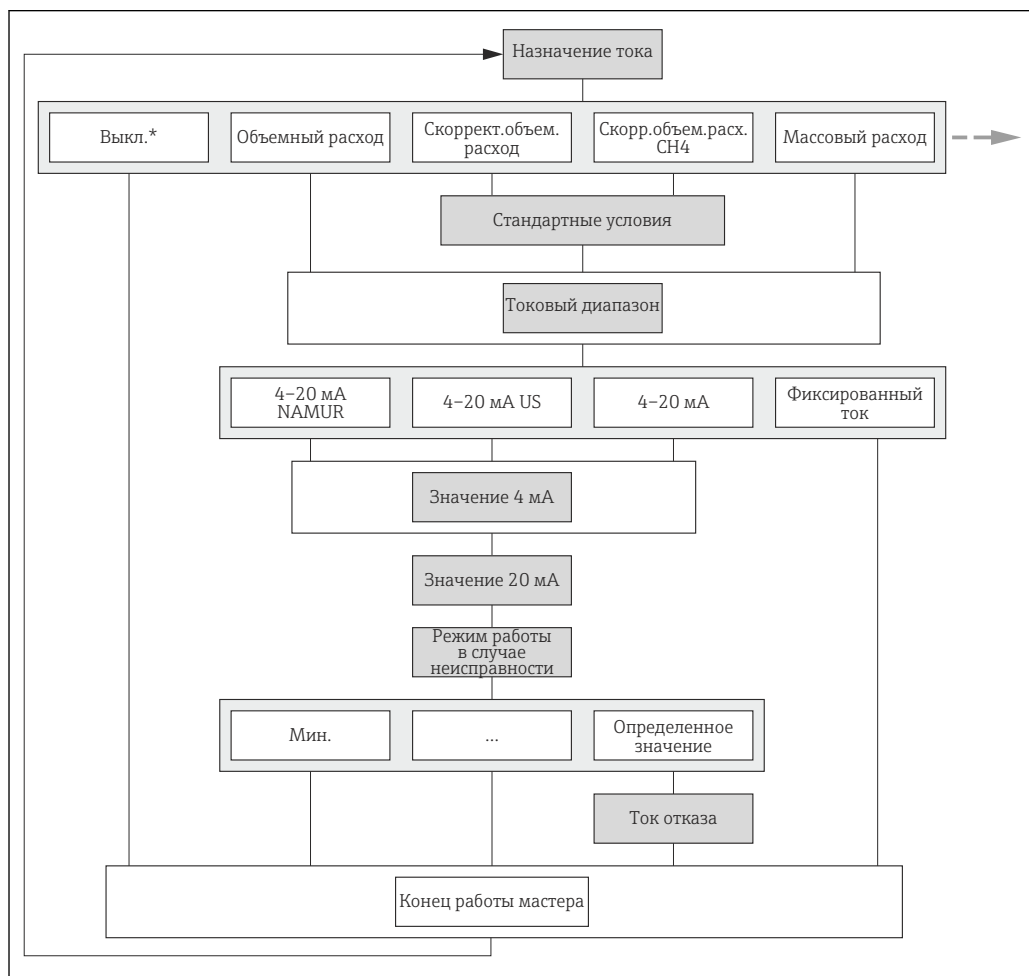 Назначение тока
Выкл.*
Объемный расход
Скоррект.объем.
расход
Скорр.объем.расх.
CH4
Массовый расход
Стандартные условия
Токовый диапазон
4–20 мА
NAMUR
4–20 мА US
4–20 мА
Фиксированный
ток
Значение 4 мА
Значение 20 мА
Режим работы
в случае
неисправности
Мин.
...
Определенное
значение
Ток отказа
Конец работы мастера